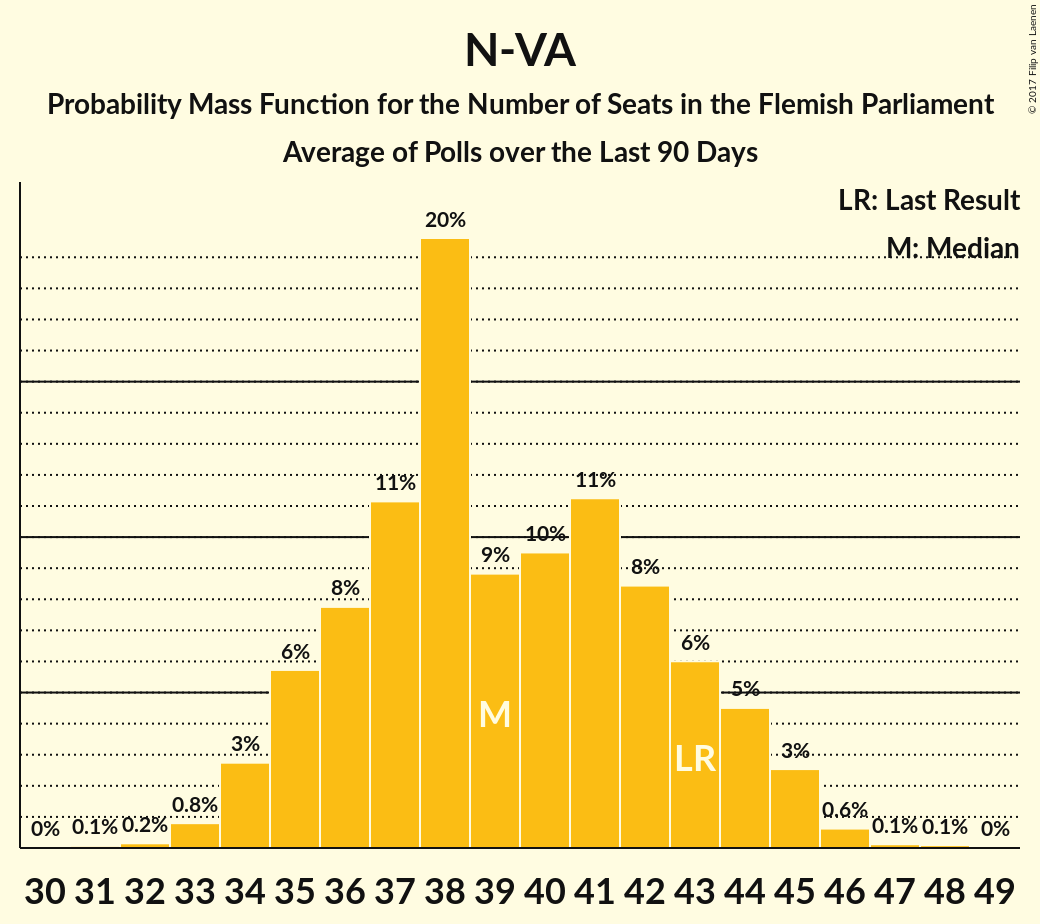 N-VA
Probability Mass Function for the Number of Seats in the Flemish Parliament
Average of Polls over the Last 90 Days
© 2017 Filip van Laenen
LR: Last Result
M: Median
0% 0.1% 0.2% 0.8% 3% 6% 8% 11% 20% 9% 10% 11% 8% 6% 5% 3% 0.6% 0.1% 0.1% 0%
M
LR
30 31 32 33 34 35 36 37 38 39 40 41 42 43 44 45 46 47 48 49